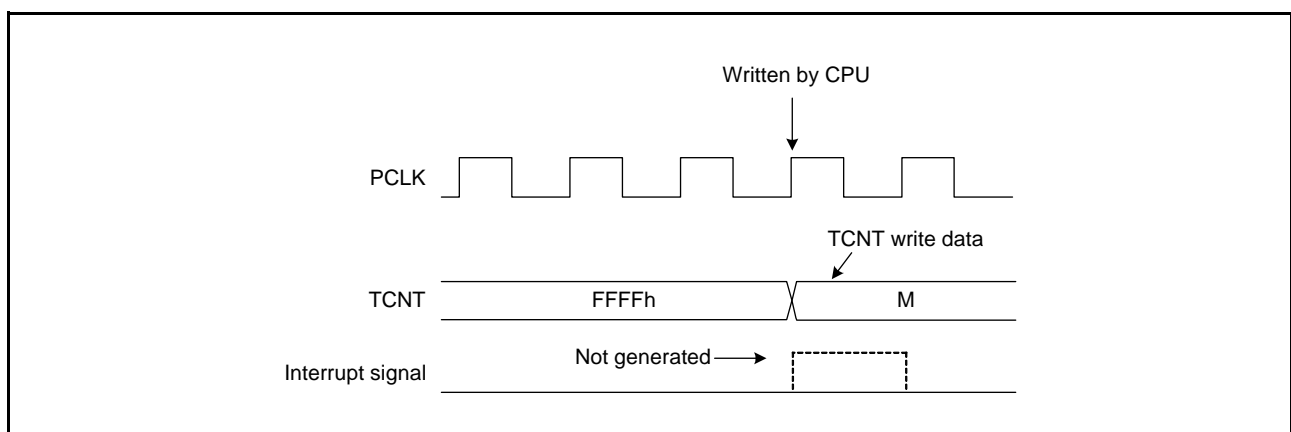 Written by CPU
PCLK
TCNT write data
TCNT
FFFFh
M
Not generated
Interrupt signal